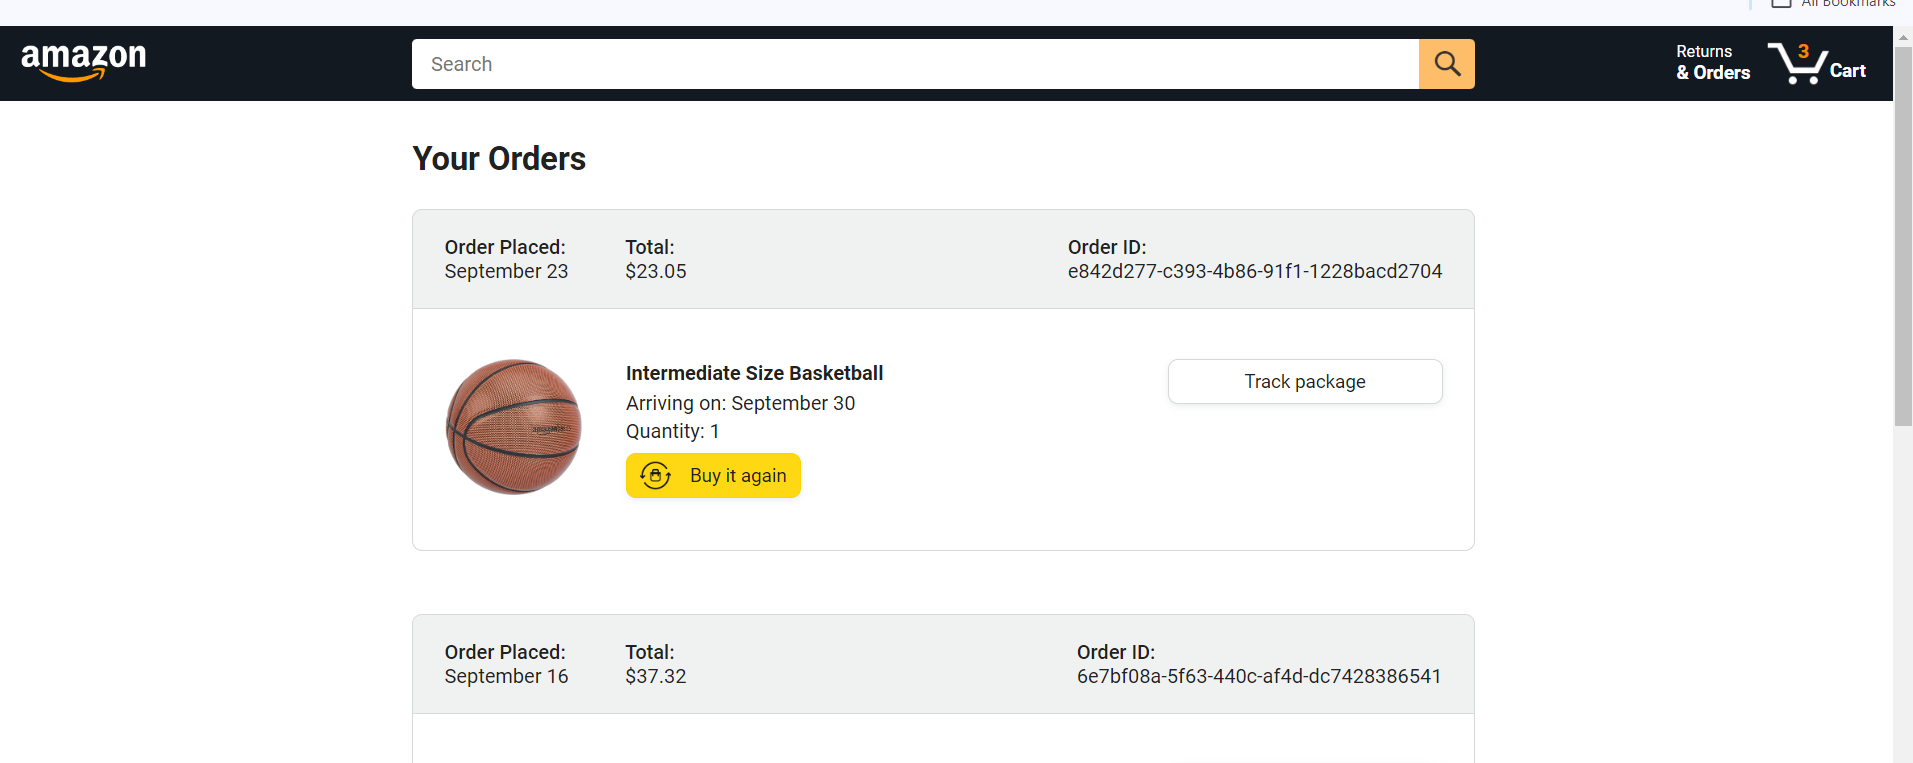 All Bookmarks
amazon
Search
Returns
& Orders
3
Cart
Your Orders
Order Placed:
September 23
Total:
$23.05
Order ID:
e842d277-c393-4b86-91f1-1228bacd2704
Intermediate Size Basketball
Arriving on: September 30
Quantity: 1
Buy it again
Track package
Order Placed:
September 16
Total:
$37.32
Order ID:
6e7bf08a-5f63-440c-af4d-dc7428386541